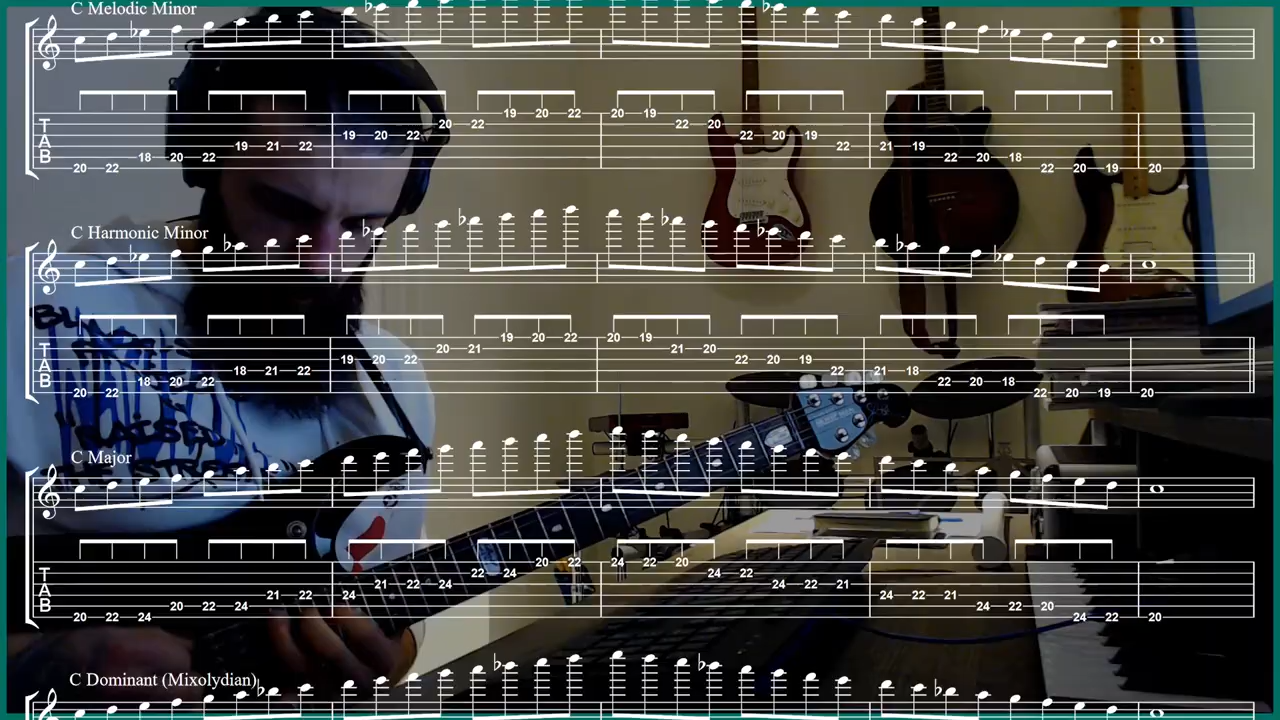 C Melodic Minor
19 20 22 20 19
T 20 22 22 20
A 19 20 22 22 20 19
19 21 22 22 21 19
B 18 20 22 22 20 18
20 22 22 20 19 20
C Harmonic Minor
19 20 22 20 19
T 20 21 21 20
A 19 20 22 22 20 19
18 21 22 22 21 18
B 18 20 22 22 20 18
20 22 22 20 19 20
RAISED
C Major
20 22 24 22 20
T 22 24 24 22
A 21 22 24 24 22 21
21 22 24 24 22 21
B 20 22 24 24 22 20
20 22 24 24 22 20
C Dominant (Mixolydian)